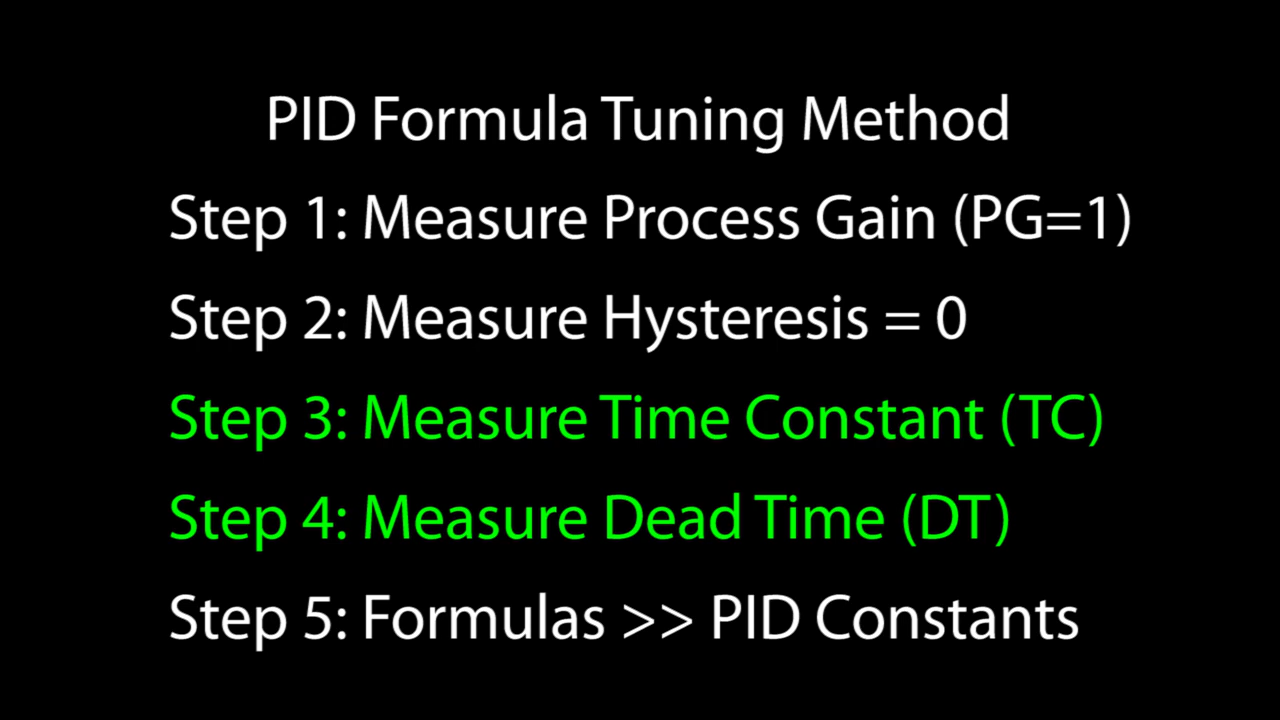 PID Formula Tuning Method
Step 1: Measure Process Gain (PG=1)
Step 2: Measure Hysteresis = 0
Step 3: Measure Time Constant (TC)
Step 4: Measure Dead Time (DT)
Step 5: Formulas >> PID Constants